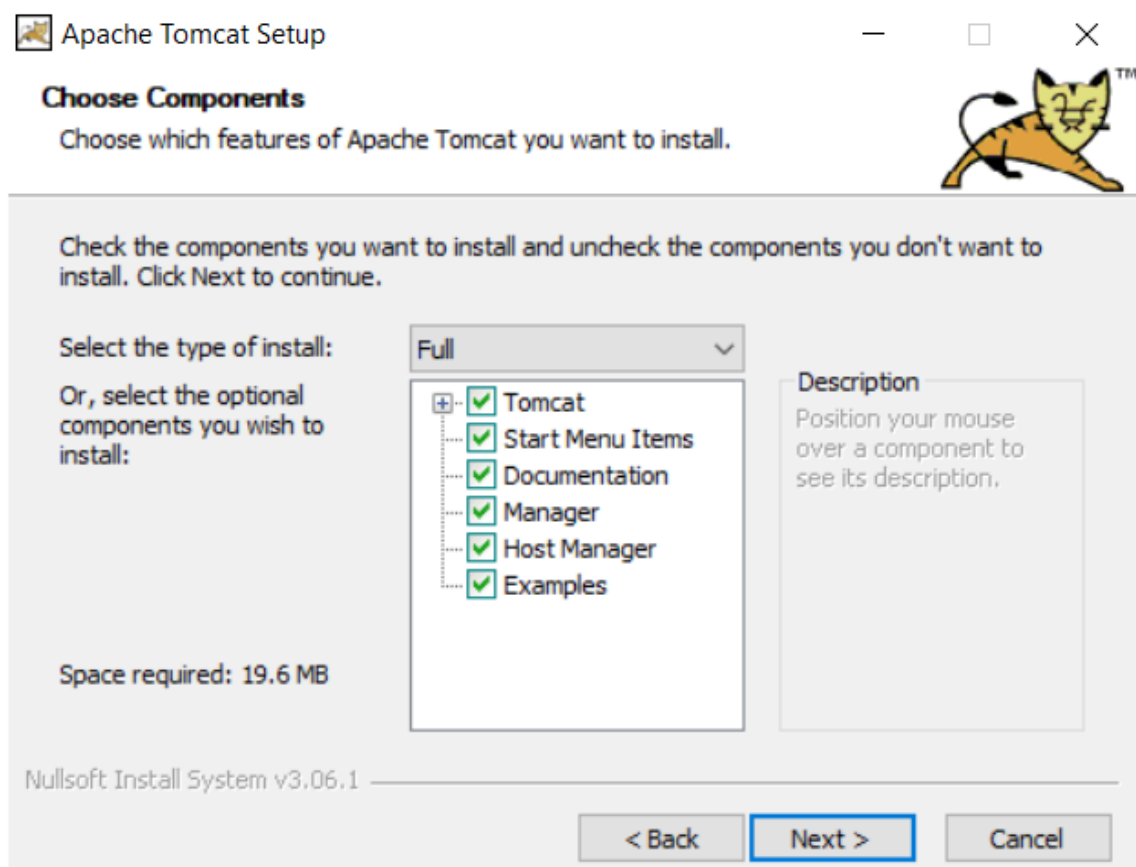 Apache Tomcat Setup
Choose Components
Choose which features of Apache Tomcat you want to install.
TM
Check the components you want to install and uncheck the components you don't want to
install. Click Next to continue.
Select the type of install:
Full
Or, select the optional
components you wish to
install:
Tomcat
Start Menu Items
Documentation
Manager
Host Manager
Examples
Description
Position your mouse
over a component to
see its description.
Space required: 19.6 MB
Nullsoft Install System v3.06.1
< Back
Next >
Cancel